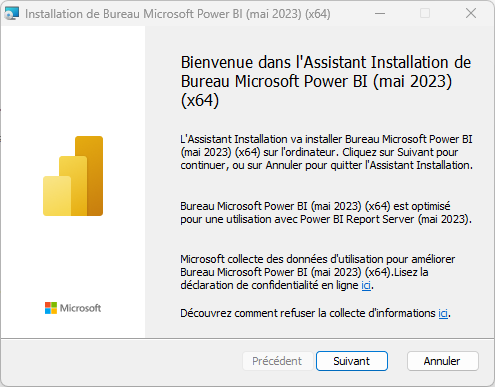 Installation de Bureau Microsoft Power BI (mai 2023) (x64)
Bienvenue dans l'Assistant Installation de
Bureau Microsoft Power BI (mai 2023)
(x64)
L'Assistant Installation va installer Bureau Microsoft Power BI
(mai 2023) (x64) sur l'ordinateur. Cliquez sur Suivant pour
continuer, ou sur Annuler pour quitter l'Assistant Installation.
Bureau Microsoft Power BI (mai 2023) (x64) est optimisé
pour une utilisation avec Power BI Report Server (mai 2023).
Microsoft collecte des données d'utilisation pour améliorer
Bureau Microsoft Power BI (mai 2023) (x64).Lisez la
déclaration de confidentialité en ligne ici.
Découvrez comment refuser la collecte d'informations ici.
Microsoft
Précédent
Suivant
Annuler